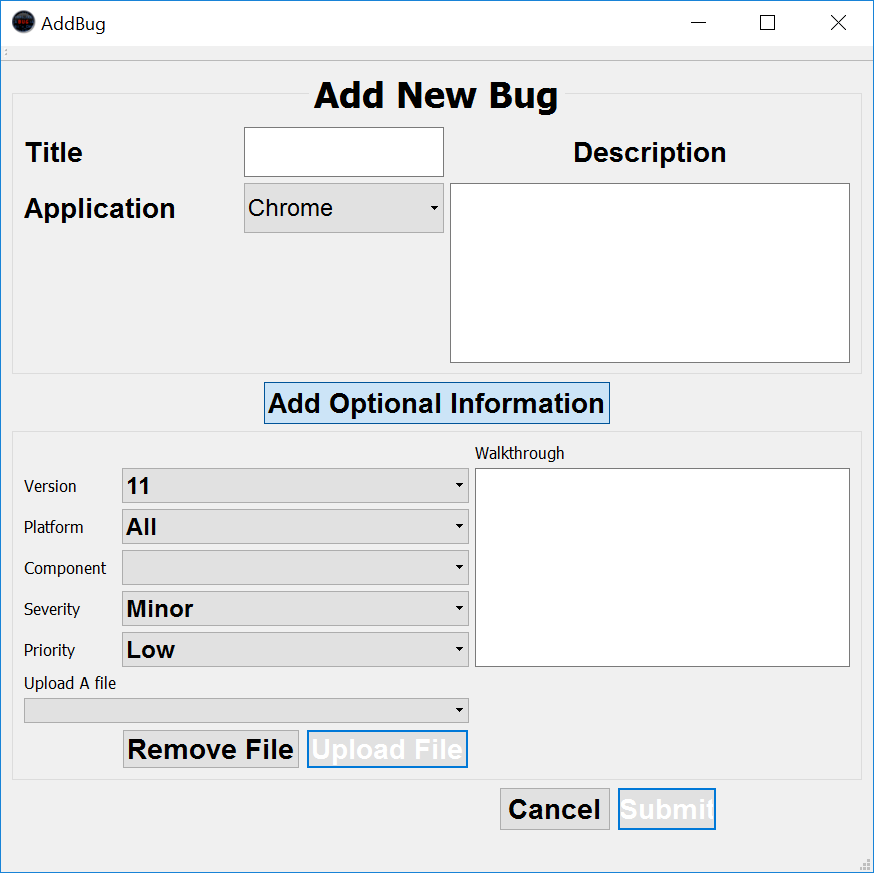 AddBug
Add New Bug
Title
Description
Application
Chrome
Add Optional Information
Walkthrough
Version
11
Platform
All
Component
Severity
Minor
Priority
Low
Upload A file
Remove File
Upload File
Cancel
Submit